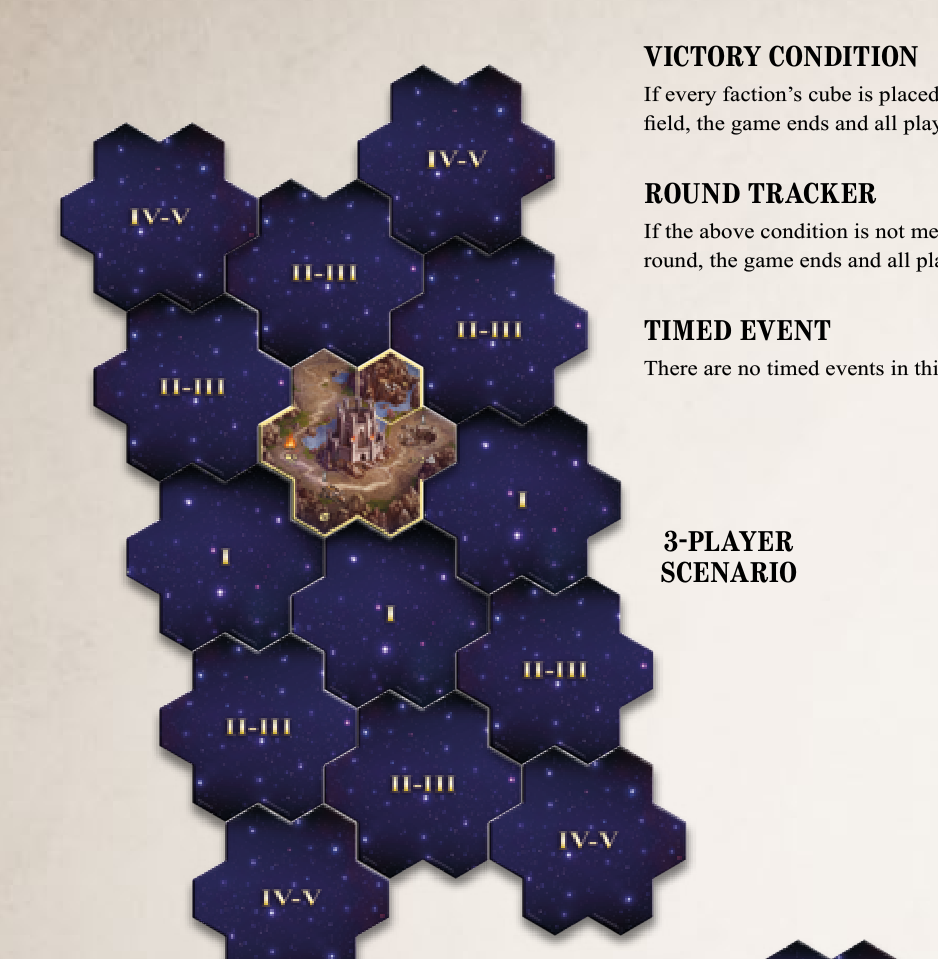 VICTORY CONDITION
If every faction's cube is placed
field, the game ends and all play
ROUND TRACKER
If the above condition is not me
round, the game ends and all pla
TIMED EVENT
There are no timed events in thi
3-PLAYER
SCENARIO
IV-V
IV-V
II-III
II-III
II-III
I
I
I
II-III
II-III
II-III
IV-V
IV-V